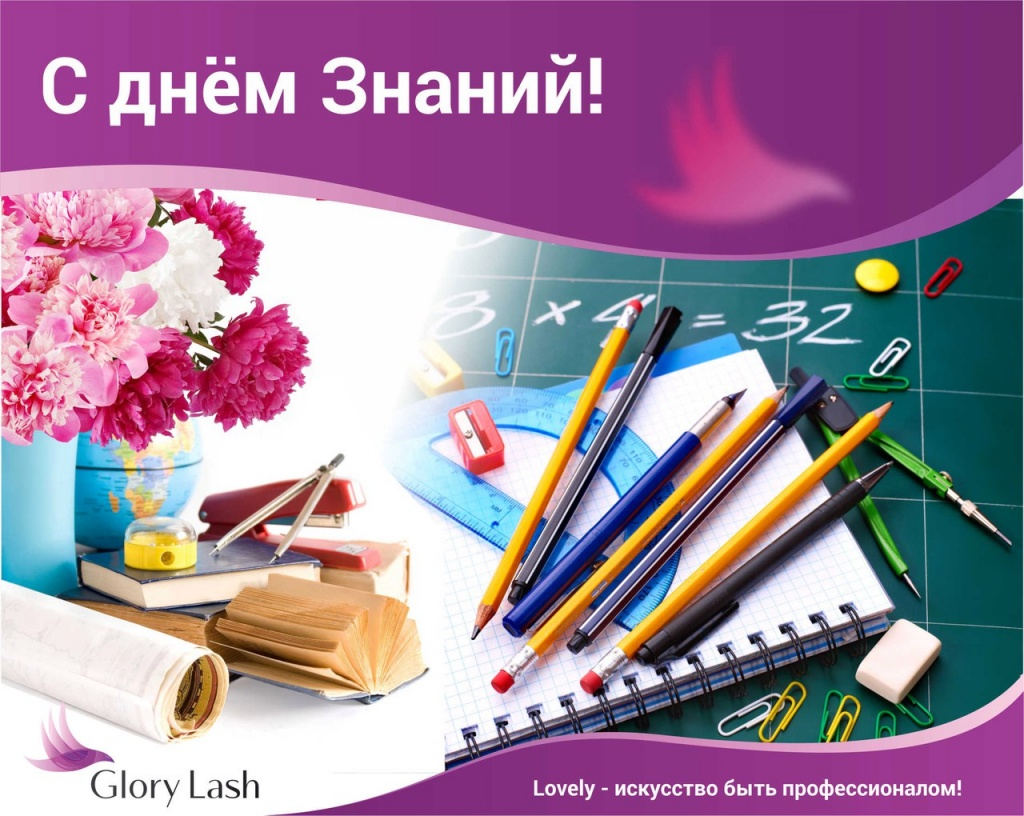 С днём Знаний!
8 x 4 = 32
Glory Lash
Lovely - искусство быть профессионалом!